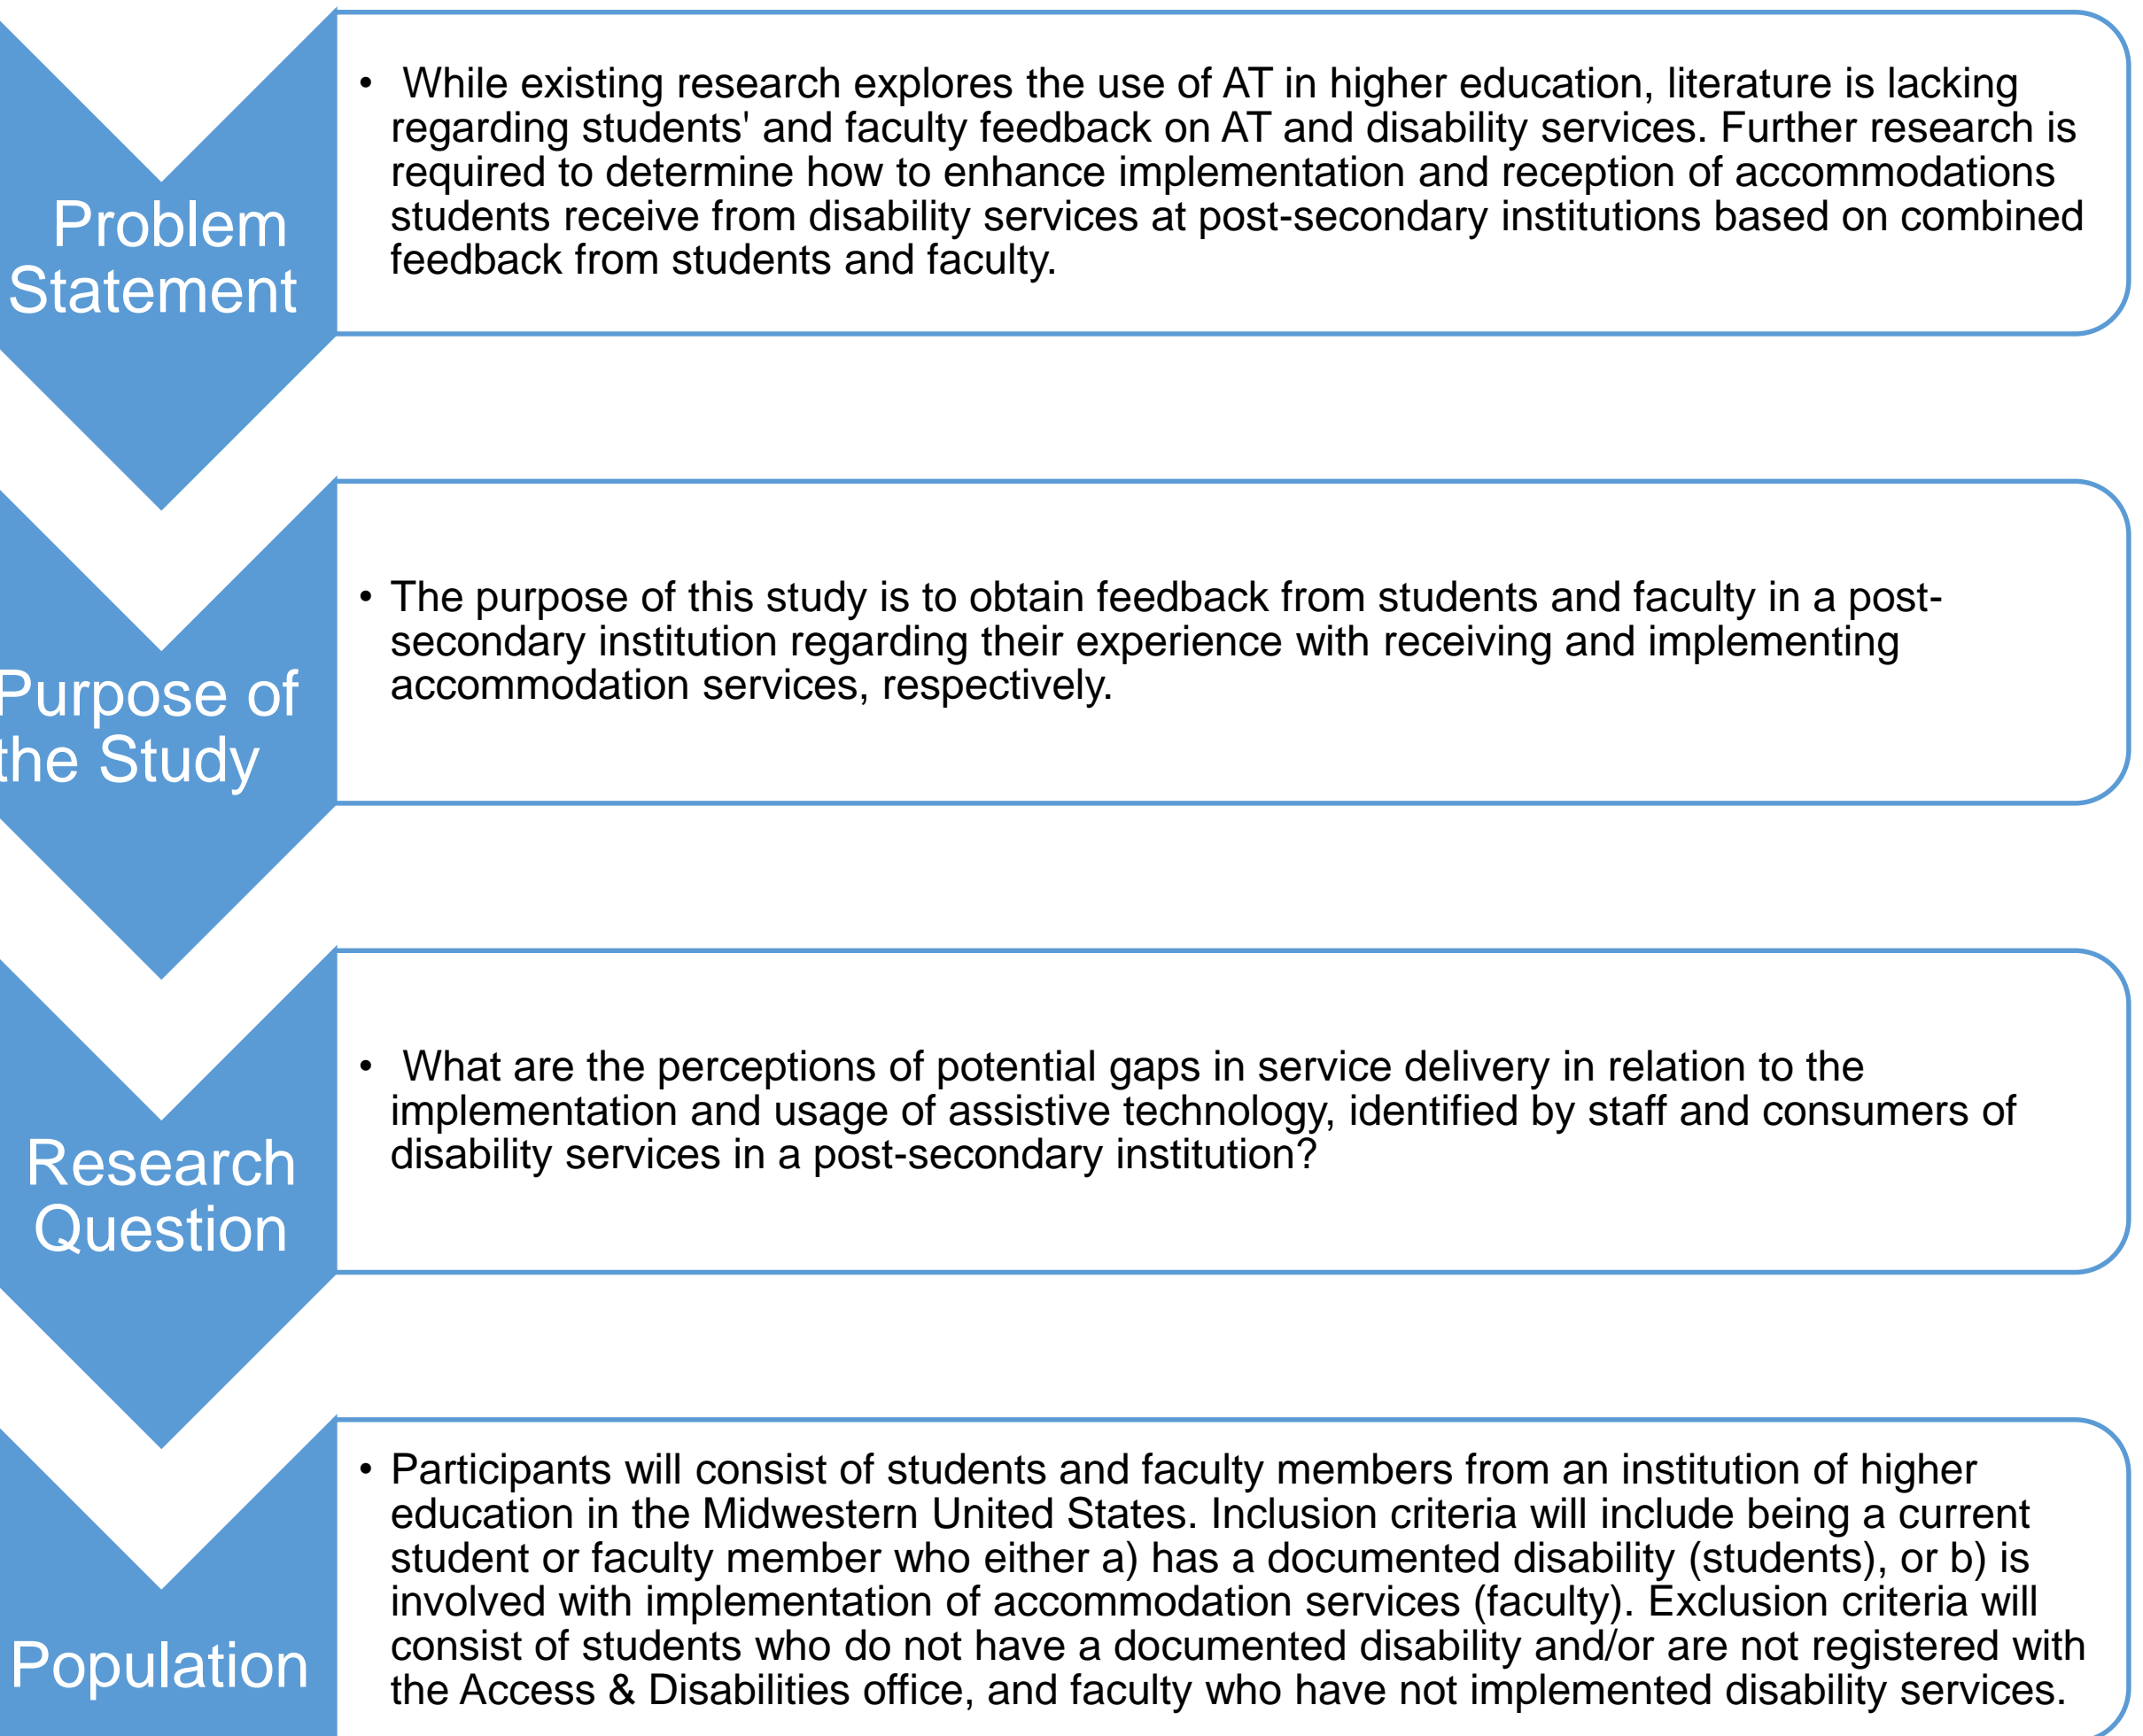 Problem
Statement
• While existing research explores the use of AT in higher education, literature is lacking
regarding students' and faculty feedback on AT and disability services. Further research is
required to determine how to enhance implementation and reception of accommodations
students receive from disability services at post-secondary institutions based on combined
feedback from students and faculty.
Purpose of
the Study
• The purpose of this study is to obtain feedback from students and faculty in a post-
secondary institution regarding their experience with receiving and implementing
accommodation services, respectively.
Research
Question
• What are the perceptions of potential gaps in service delivery in relation to the
implementation and usage of assistive technology, identified by staff and consumers of
disability services in a post-secondary institution?
Population
• Participants will consist of students and faculty members from an institution of higher
education in the Midwestern United States. Inclusion criteria will include being a current
student or faculty member who either a) has a documented disability (students), or b) is
involved with implementation of accommodation services (faculty). Exclusion criteria will
consist of students who do not have a documented disability and/or are not registered with
the Access & Disabilities office, and faculty who have not implemented disability services.